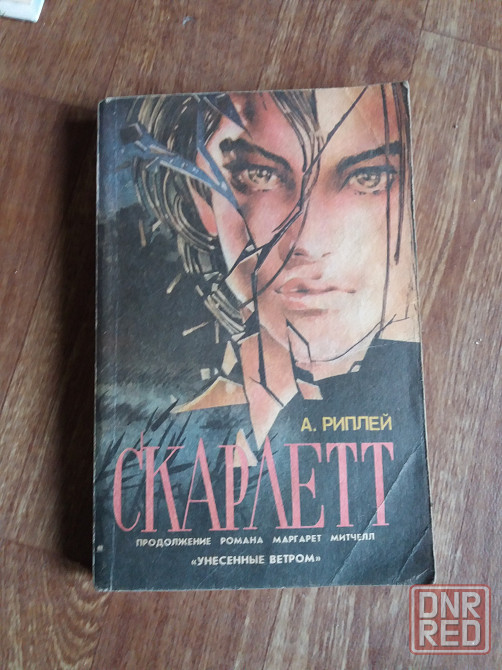 А. РИПЛЕЙ
СКАРЛЕТТ
ПРОДОЛЖЕНИЕ РОМАНА МАРГАРЕТ МИТЧЕЛЛ
«УНЕСЕННЫЕ ВЕТРОМ»
DNR
RED